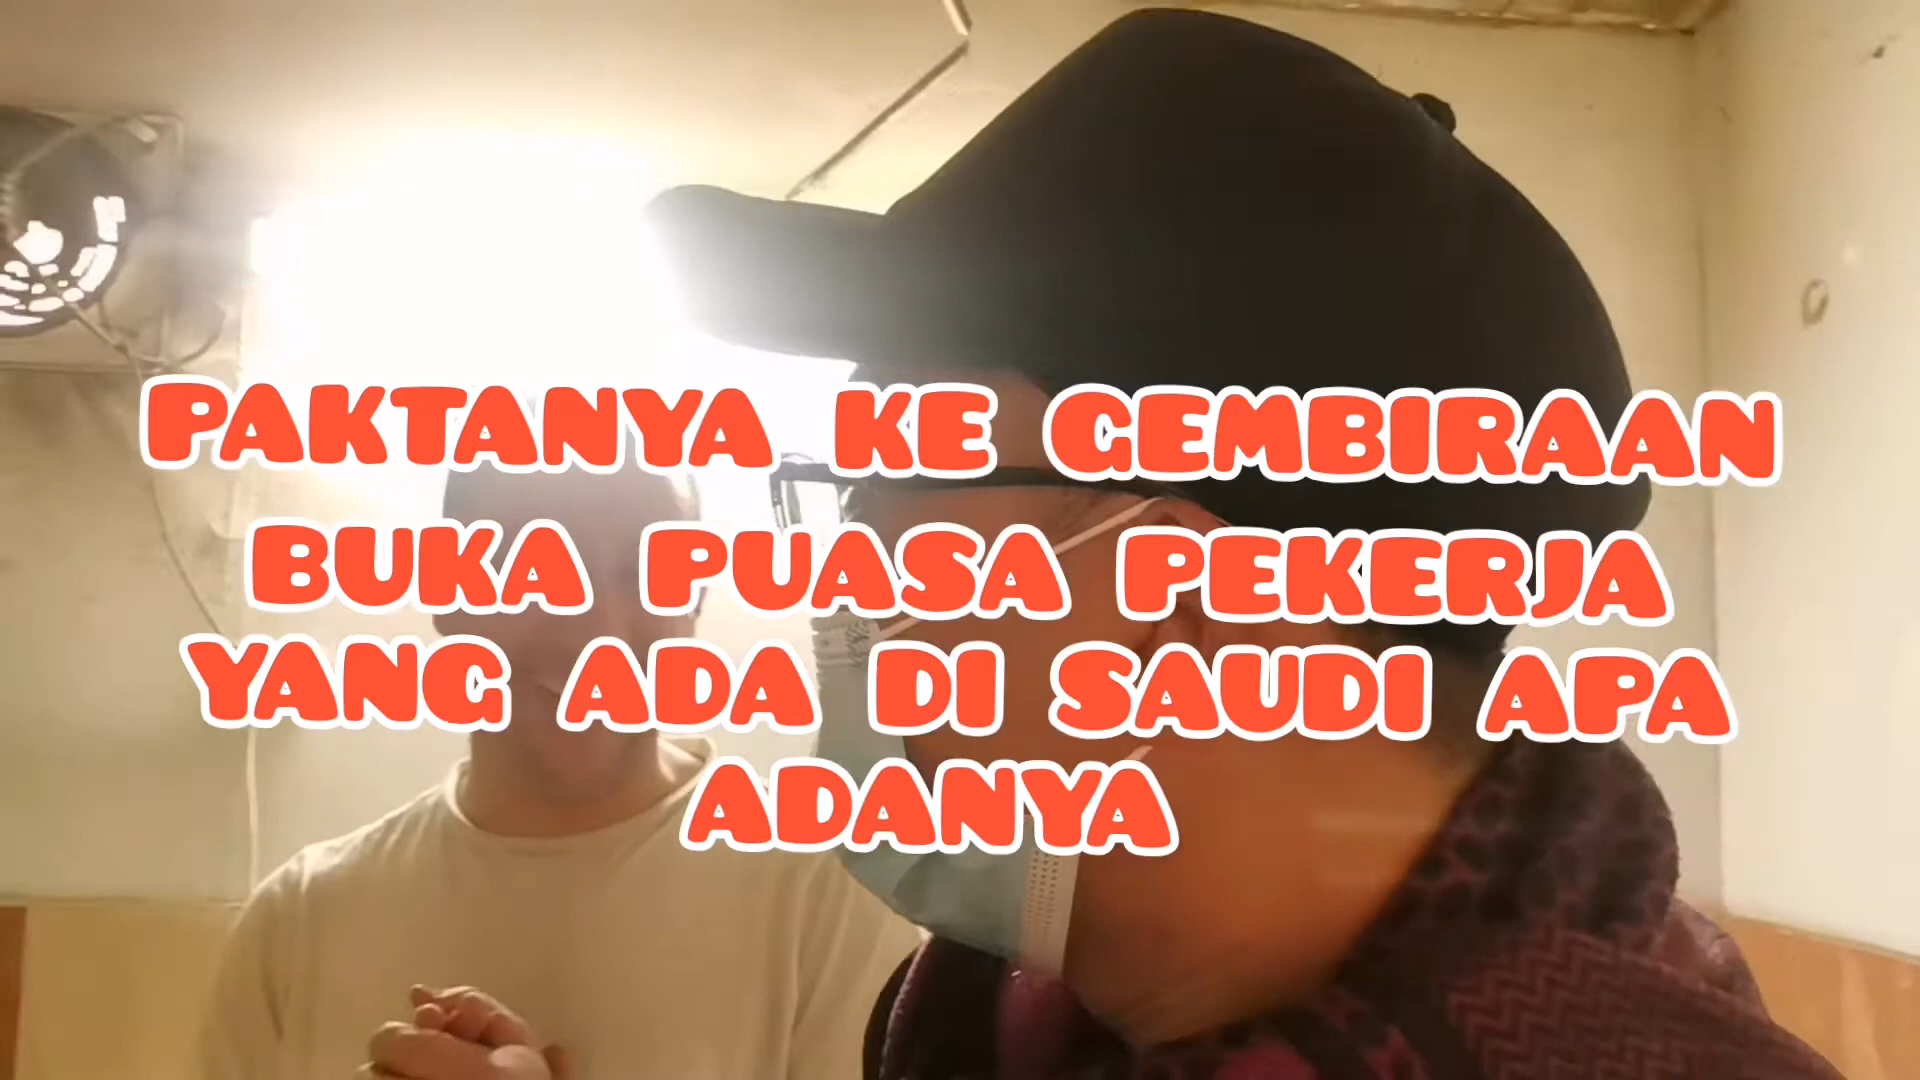 PAKTANYA KE GEMBIRAAN
BUKA PUASA PEKERJA
YANG ADA DI SAUDI APA
ADANYA